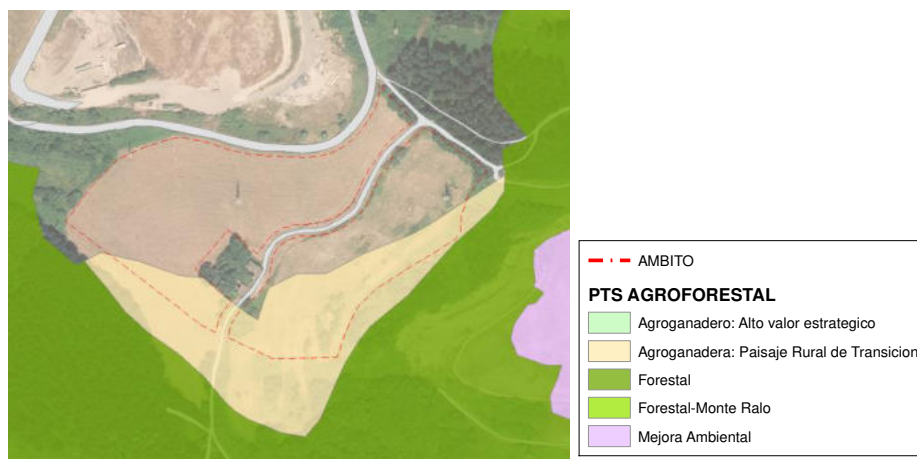 AMBITO
PTS AGROFORESTAL
Agroganadero: Alto valor estrategico
Agroganadera: Paisaje Rural de Transicion
Forestal
Forestal-Monte Ralo
Mejora Ambiental